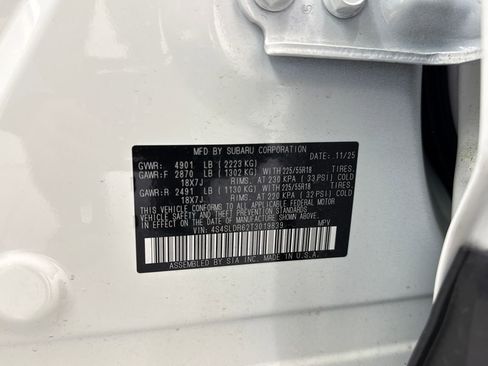 MFD BY SUBARU CORPORATION
GVWR: 4901 LB ( 2223 KG) DATE: 11/25
GAWR:F 2870 LB ( 1302 KG) WITH 225/55R18 TIRES,
18X7J RIMS, AT 230 KPA ( 33 PSI) COLD
GAWR:R 2491 LB ( 1130 KG) WITH 225/55R18 TIRES,
18X7J RIMS, AT 220 KPA ( 32 PSI) COLD
THIS VEHICLE CONFORMS TO ALL APPLICABLE FEDERAL MOTOR
VEHICLE SAFETY AND THEFT PREVENTION STANDARDS IN EFFECT
ON THE DATE OF MANUFACTURE SHOWN ABOVE.
VIN: 4S4SLDR62T3019839 MPV
ASSEMBLED BY SIA INC. MADE IN U.S.A.